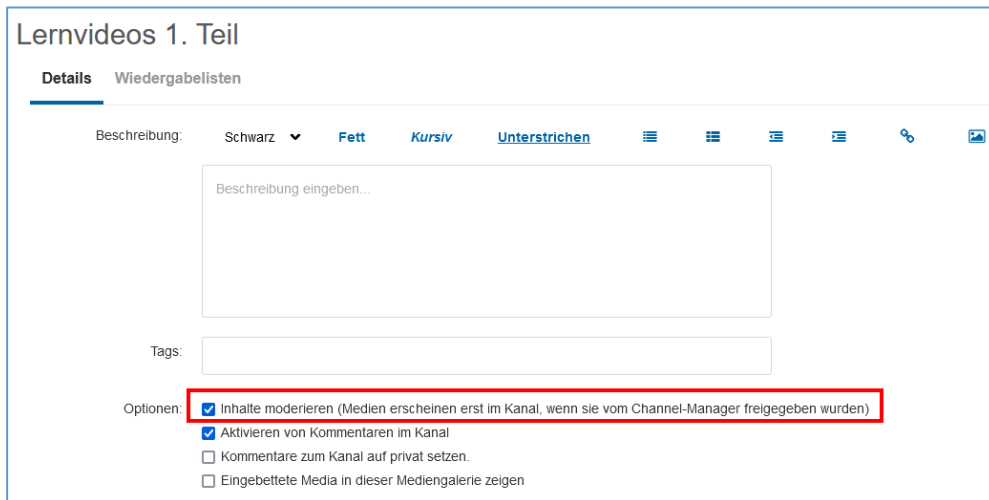 Lernvideos 1. Teil
Details Wiedergabelisten
Beschreibung: Schwarz Fett Kursiv Unterstrichen
Beschreibung eingeben...
Tags:
Optionen: Inhalte moderieren (Medien erscheinen erst im Kanal, wenn sie vom Channel-Manager freigegeben wurden)
Aktivieren von Kommentaren im Kanal
Kommentare zum Kanal auf privat setzen.
Eingebettete Media in dieser Mediengalerie zeigen